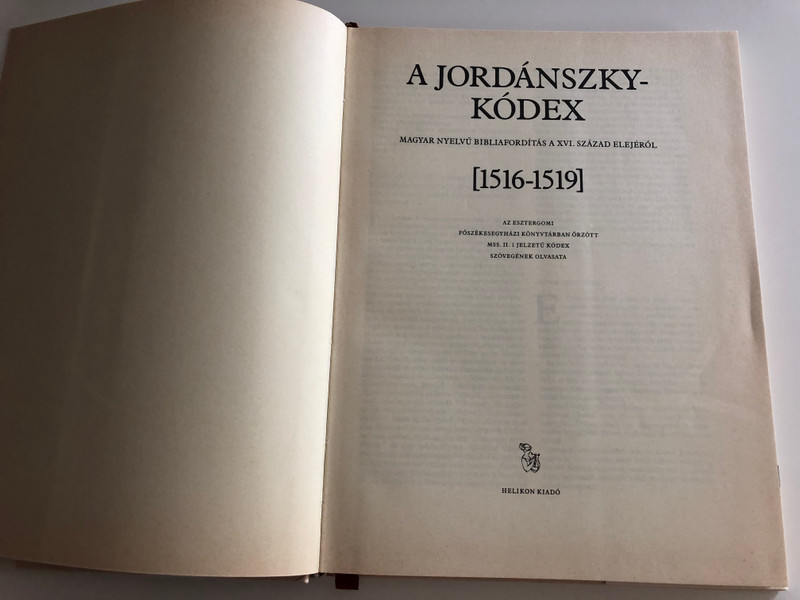 A JORDÁNSZKY-
KÓDEX
MAGYAR NYELVŰ BIBLIAFORDÍTÁS A XVI. SZÁZAD ELEJÉRŐL
[1516-1519]
AZ ESZTERGOMI
FŐSZÉKESEGYHÁZI KÖNYVTÁRBAN ŐRZÖTT
MSS. II. 1 JELZETŰ KÓDEX
SZÖVEGÉNEK OLVASATA
HELIKON KIADÓ